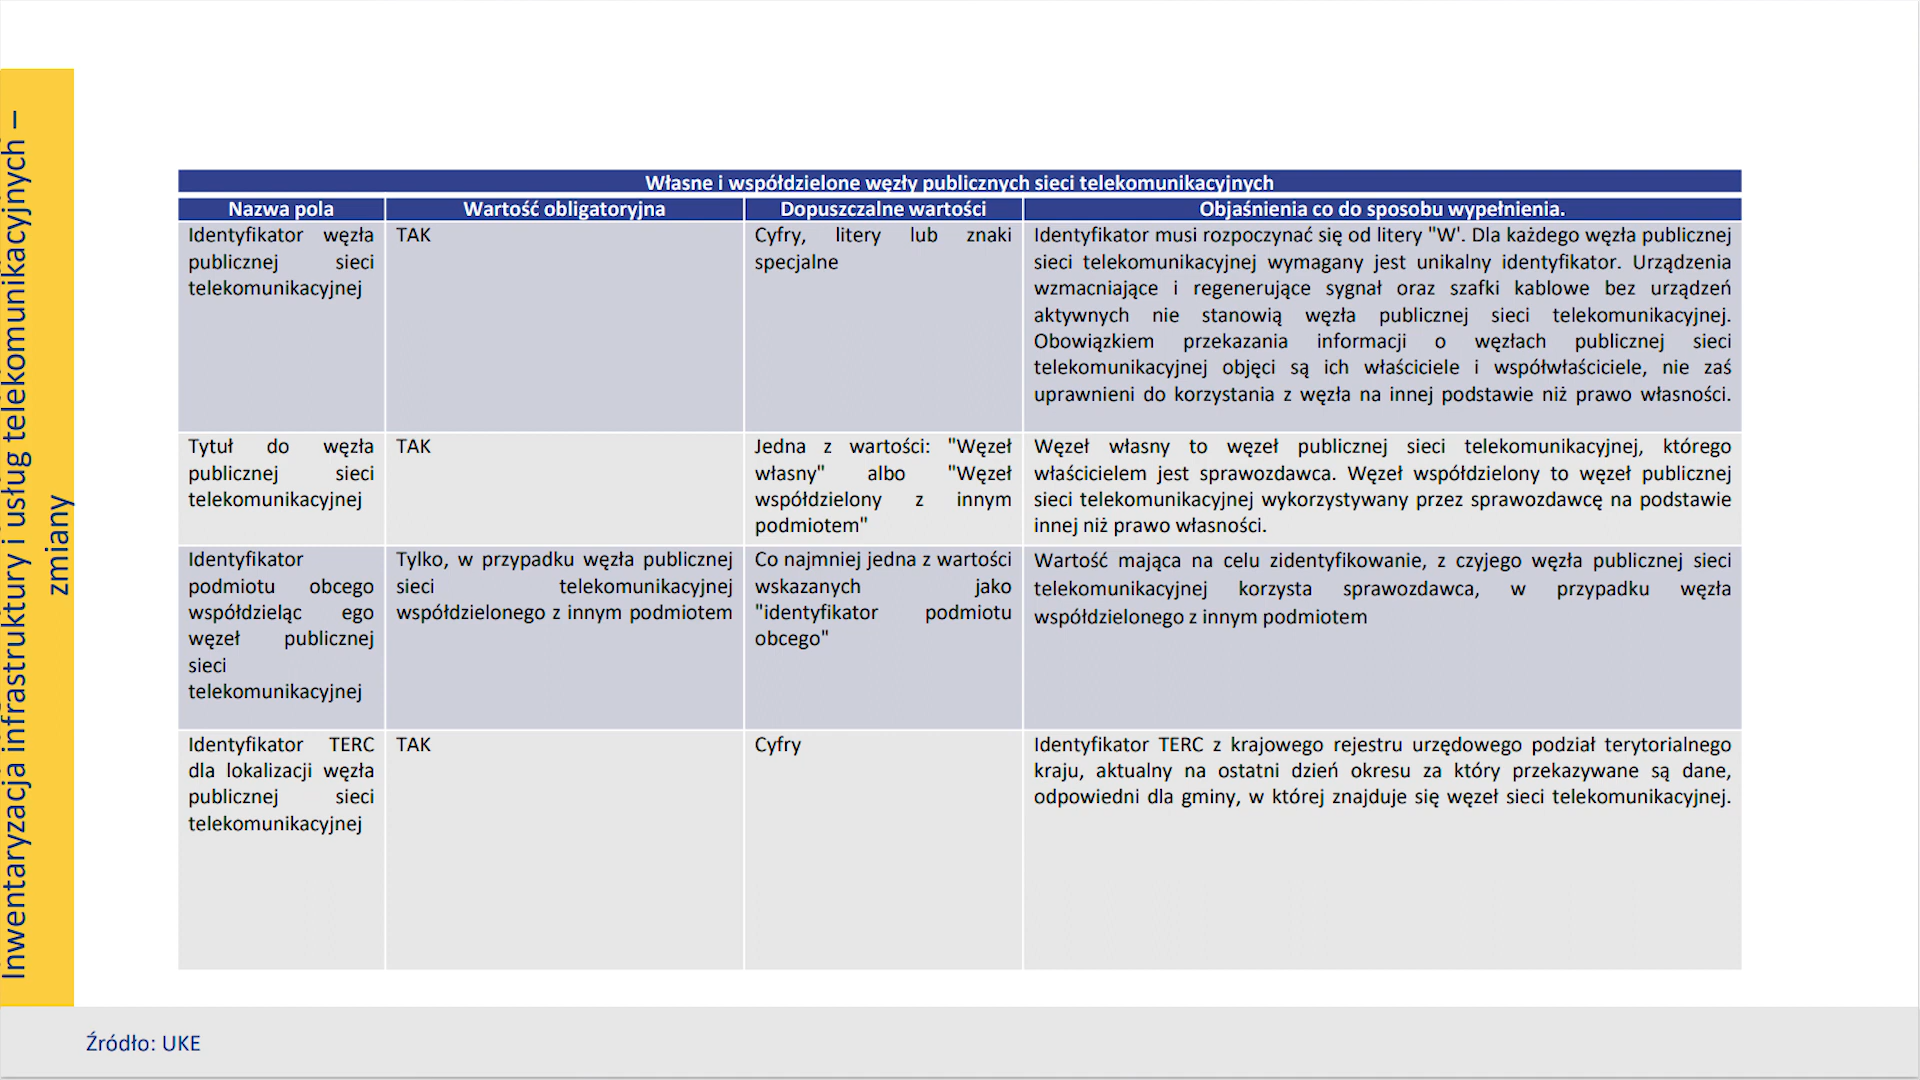 Inwentaryzacja infrastruktury i usług telekomunikacyjnych –
zmiany
Własne i współdzielone węzły publicznych sieci telekomunikacyjnych
Nazwa pola
Wartość obligatoryjna
Dopuszczalne wartości
Objaśnienia co do sposobu wypełnienia.
Identyfikator węzła
publicznej sieci
telekomunikacyjnej
TAK
Cyfry, litery lub znaki
specjalne
Identyfikator musi rozpoczynać się od litery "W'. Dla każdego węzła publicznej
sieci telekomunikacyjnej wymagany jest unikalny identyfikator. Urządzenia
wzmacniające i regenerujące sygnał oraz szafki kablowe bez urządzeń
aktywnych nie stanowią węzła publicznej sieci telekomunikacyjnej.
Obowiązkiem przekazania informacji o węzłach publicznej sieci
telekomunikacyjnej objęci są ich właściciele i współwłaściciele, nie zaś
uprawnieni do korzystania z węzła na innej podstawie niż prawo własności.
Tytuł do węzła
publicznej sieci
telekomunikacyjnej
TAK
Jedna z wartości: "Węzeł
własny" albo "Węzeł
współdzielony z innym
podmiotem"
Węzeł własny to węzeł publicznej sieci telekomunikacyjnej, którego
właścicielem jest sprawozdawca. Węzeł współdzielony to węzeł publicznej
sieci telekomunikacyjnej wykorzystywany przez sprawozdawcę na podstawie
innej niż prawo własności.
Identyfikator
podmiotu obcego
współdzieląc ego
węzeł publicznej
sieci
telekomunikacyjnej
Tylko, w przypadku węzła publicznej
sieci telekomunikacyjnej
współdzielonego z innym podmiotem
Co najmniej jedna z wartości
wskazanych jako
"identyfikator podmiotu
obcego"
Wartość mająca na celu zidentyfikowanie, z czyjego węzła publicznej sieci
telekomunikacyjnej korzysta sprawozdawca, w przypadku węzła
współdzielonego z innym podmiotem
Identyfikator TERC
dla lokalizacji węzła
publicznej sieci
telekomunikacyjnej
TAK
Cyfry
Identyfikator TERC z krajowego rejestru urzędowego podział terytorialnego
kraju, aktualny na ostatni dzień okresu za który przekazywane są dane,
odpowiedni dla gminy, w której znajduje się węzeł sieci telekomunikacyjnej.
Źródło: UKE